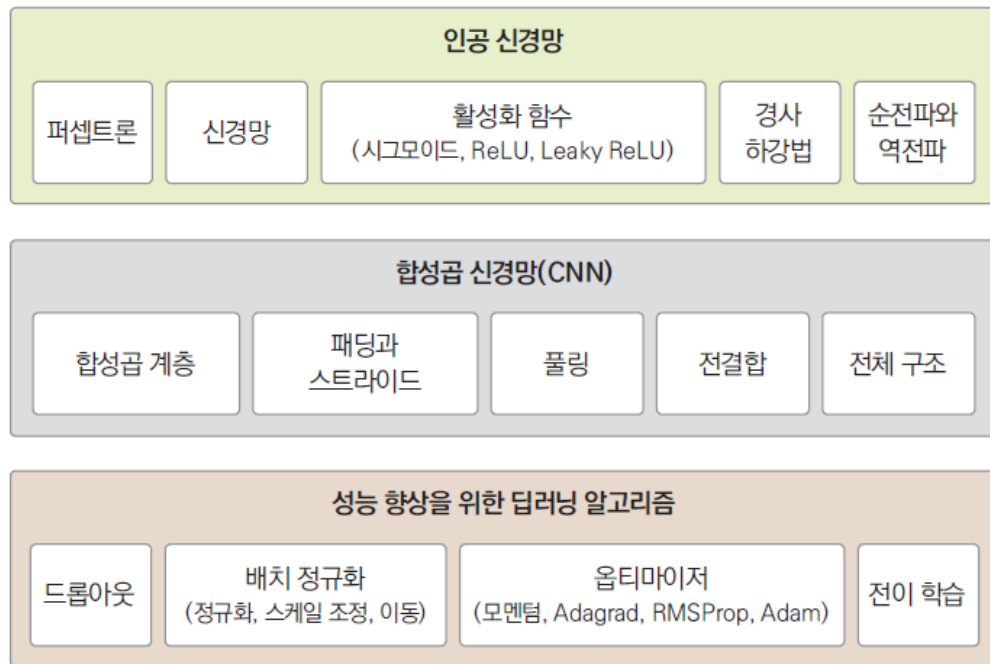 인공 신경망
퍼셉트론
신경망
활성화 함수
(시그모이드, ReLU, Leaky ReLU)
경사
하강법
순전파와
역전파
합성곱 신경망(CNN)
합성곱 계층
패딩과
스트라이드
풀링
전결합
전체 구조
성능 향상을 위한 딥러닝 알고리즘
드롭아웃
배치 정규화
(정규화, 스케일 조정, 이동)
옵티마이저
(모멘텀, Adagrad, RMSProp, Adam)
전이 학습